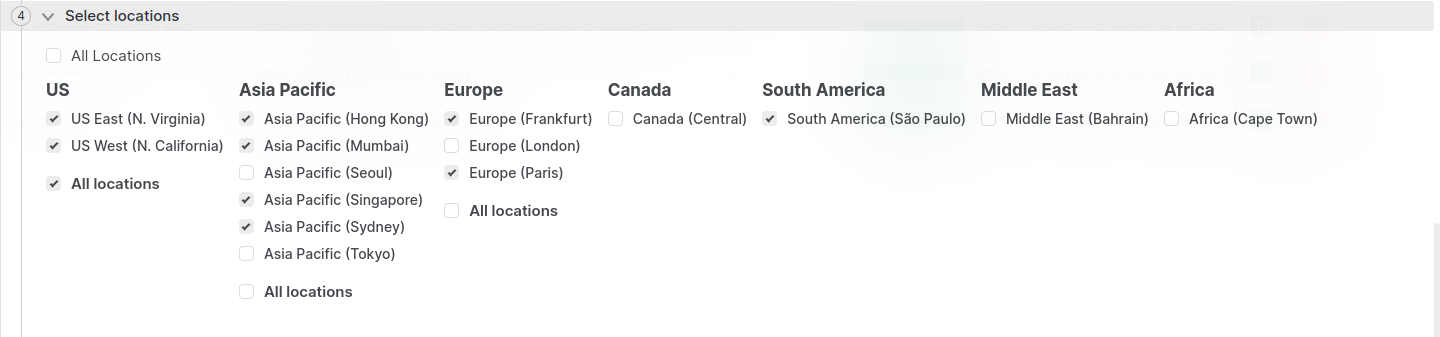 4 Select locations
All Locations
US
US East (N. Virginia)
US West (N. California)
All locations
Asia Pacific
Asia Pacific (Hong Kong)
Asia Pacific (Mumbai)
Asia Pacific (Seoul)
Asia Pacific (Singapore)
Asia Pacific (Sydney)
Asia Pacific (Tokyo)
All locations
Europe
Europe (Frankfurt)
Europe (London)
Europe (Paris)
All locations
Canada
Canada (Central)
South America
South America (São Paulo)
Middle East
Middle East (Bahrain)
Africa
Africa (Cape Town)